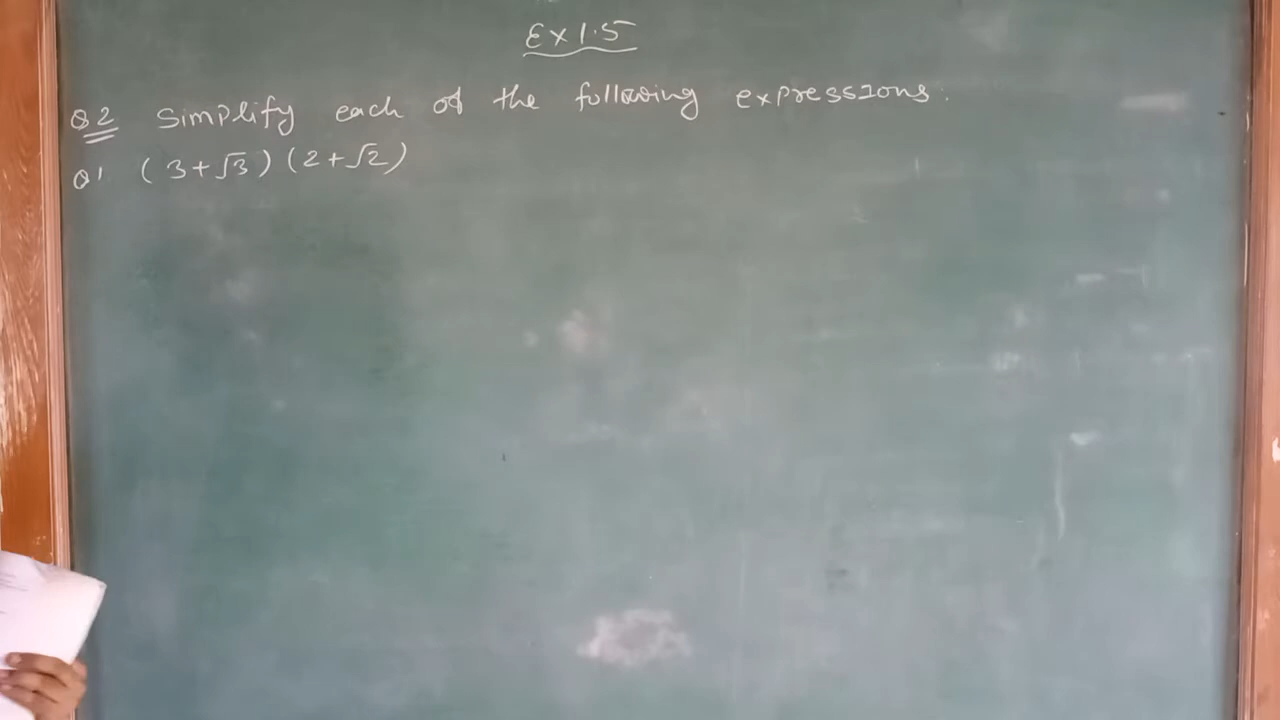 Ex 1.5
Q2 Simplify each of the following expressions.
Q1 (3+√3)(2+√2)